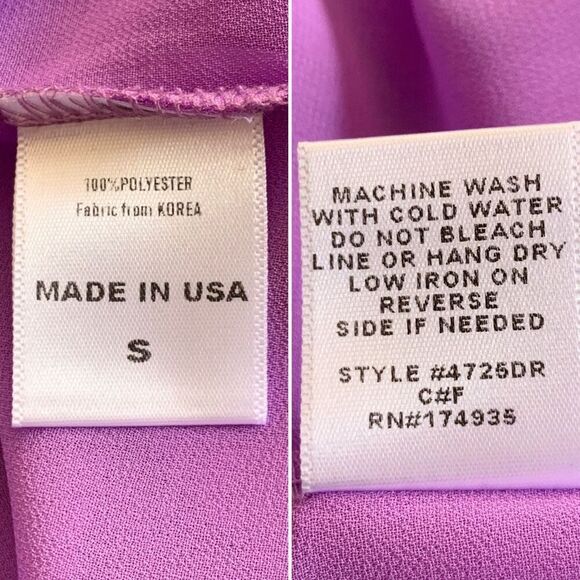 100%POLYESTER
Fabric from KOREA
MADE IN USA
S
MACHINE WASH
WITH COLD WATER
DO NOT BLEACH
LINE OR HANG DRY
LOW IRON ON
REVERSE
SIDE IF NEEDED
STYLE #4725DR
C#F
RN#174935